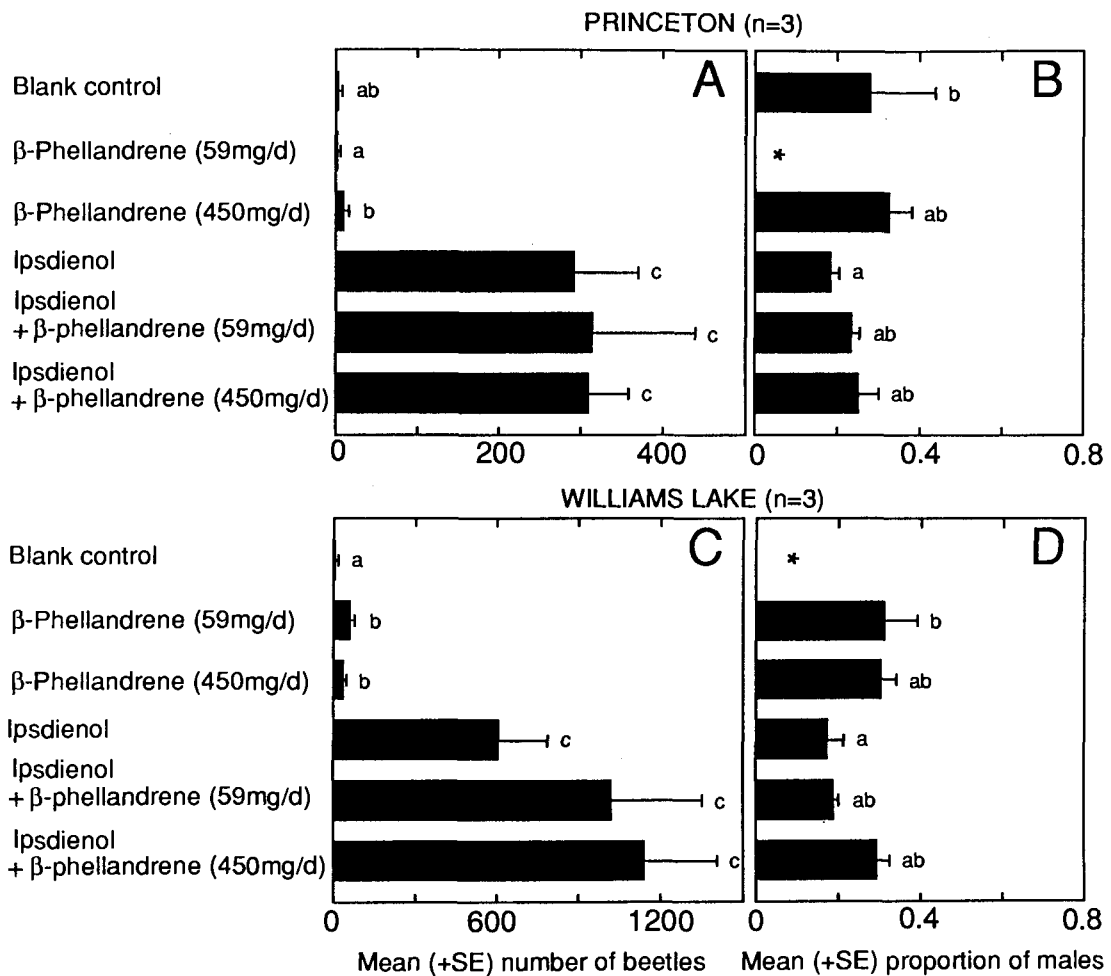 PRINCETON (n=3)
A
B
Blank control
ab
b
β-Phellandrene (59mg/d)
a
*
β-Phellandrene (450mg/d)
b
ab
Ipsdienol
c
a
Ipsdienol
+ β-phellandrene (59mg/d)
c
ab
Ipsdienol
+ β-phellandrene (450mg/d)
c
ab
0 200 400
0 0.4 0.8
WILLIAMS LAKE (n=3)
C
D
Blank control
a
*
β-Phellandrene (59mg/d)
b
b
β-Phellandrene (450mg/d)
b
ab
Ipsdienol
c
a
Ipsdienol
+ β-phellandrene (59mg/d)
c
ab
Ipsdienol
+ β-phellandrene (450mg/d)
c
ab
0 600 1200
0 0.4 0.8
Mean (+SE) number of beetles
Mean (+SE) proportion of males